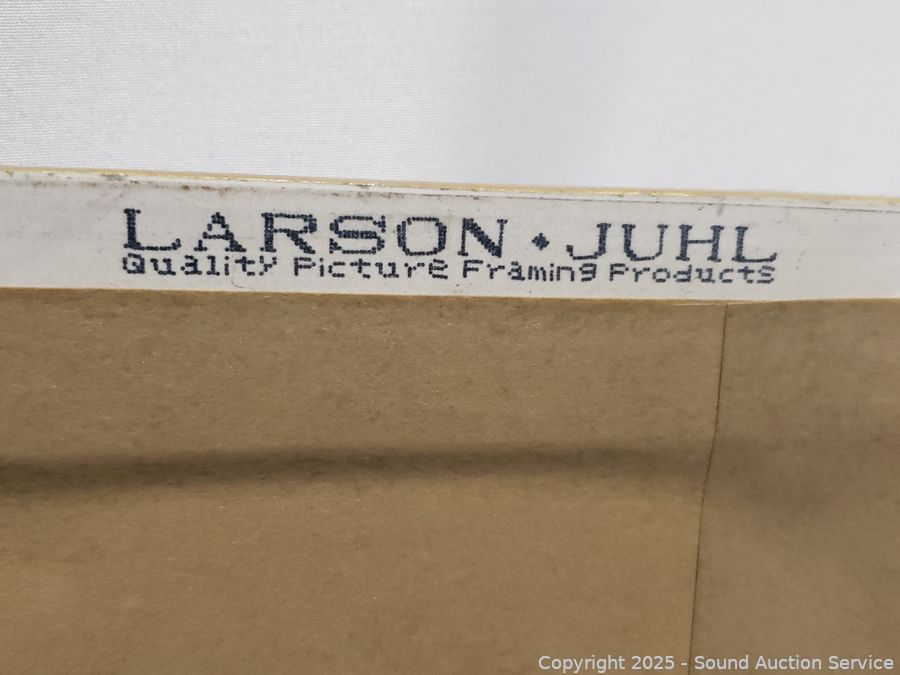 LARSON • JUHL
Quality Picture Framing Products
Copyright 2025 - Sound Auction Service